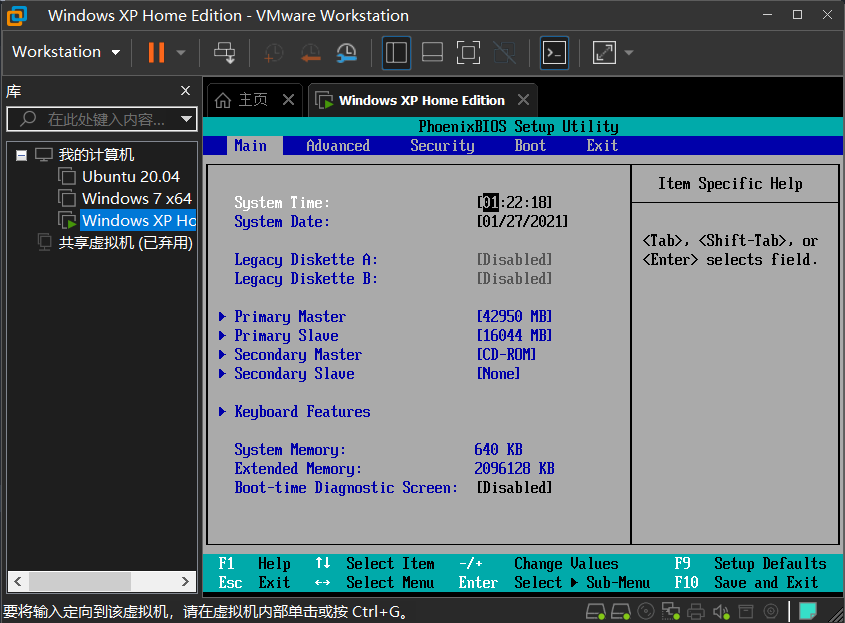 Windows XP Home Edition - VMware Workstation
Workstation
库
在此处键入内容...
我的计算机
Ubuntu 20.04
Windows 7 x64
Windows XP Ho
共享虚拟机 (已弃用)
主页
Windows XP Home Edition
PhoenixBIOS Setup Utility
Main Advanced Security Boot Exit
System Time: [01:22:18]
System Date: [01/27/2021]
Legacy Diskette A: [Disabled]
Legacy Diskette B: [Disabled]
Primary Master [42950 MB]
Primary Slave [16044 MB]
Secondary Master [CD-ROM]
Secondary Slave [None]
Keyboard Features
System Memory: 640 KB
Extended Memory: 2096128 KB
Boot-time Diagnostic Screen: [Disabled]
Item Specific Help
<Tab>, <Shift-Tab>, or
<Enter> selects field.
F1 Help ↑↓ Select Item -/+ Change Values F9 Setup Defaults
Esc Exit ↔ Select Menu Enter Select ▶ Sub-Menu F10 Save and Exit
要将输入定向到该虚拟机，请在虚拟机内部单击或按 Ctrl+G。